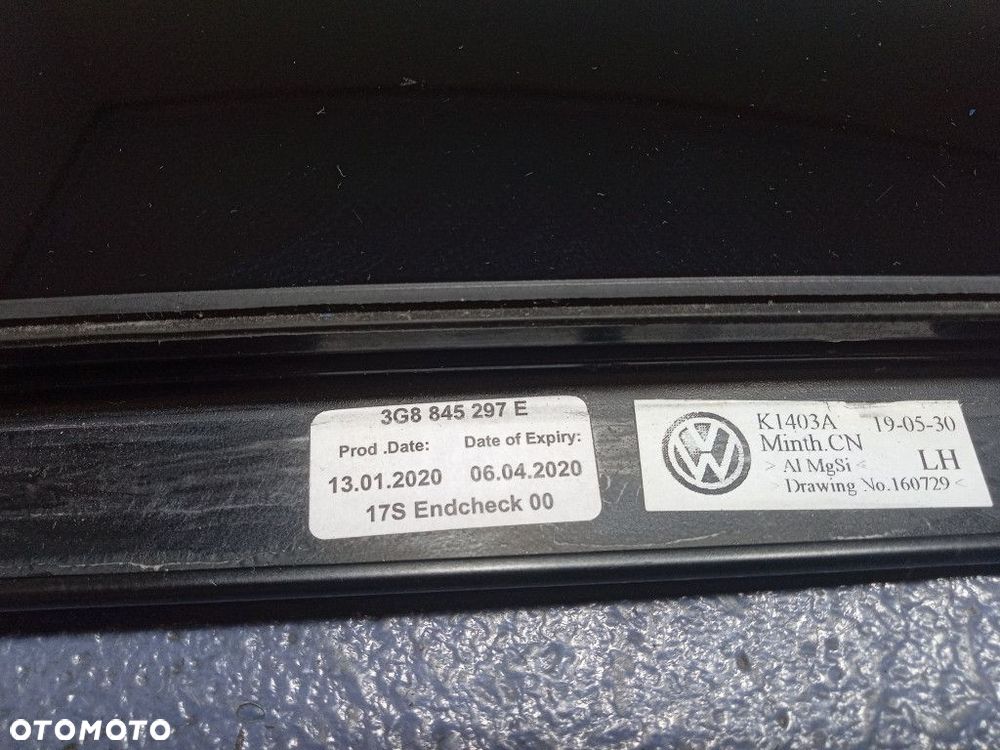 3G8 845 297 E
Prod .Date: Date of Expiry:
13.01.2020 06.04.2020
17S Endcheck 00
K1403A 19-05-30
Minth.CN
> Al MgSi < LH
> Drawing No.160729 <
OTOMOTO